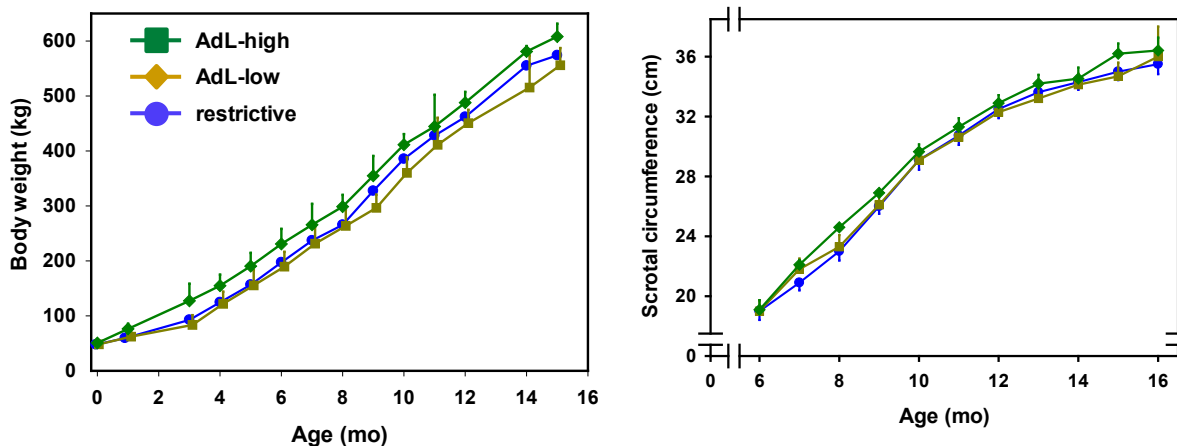 Body weight (kg)
600
500
400
300
200
100
0
AdL-high
AdL-low
restrictive
0 2 4 6 8 10 12 14 16
Age (mo)
Scrotal circumference (cm)
36
32
28
24
20
0
0 6 8 10 12 14 16
Age (mo)